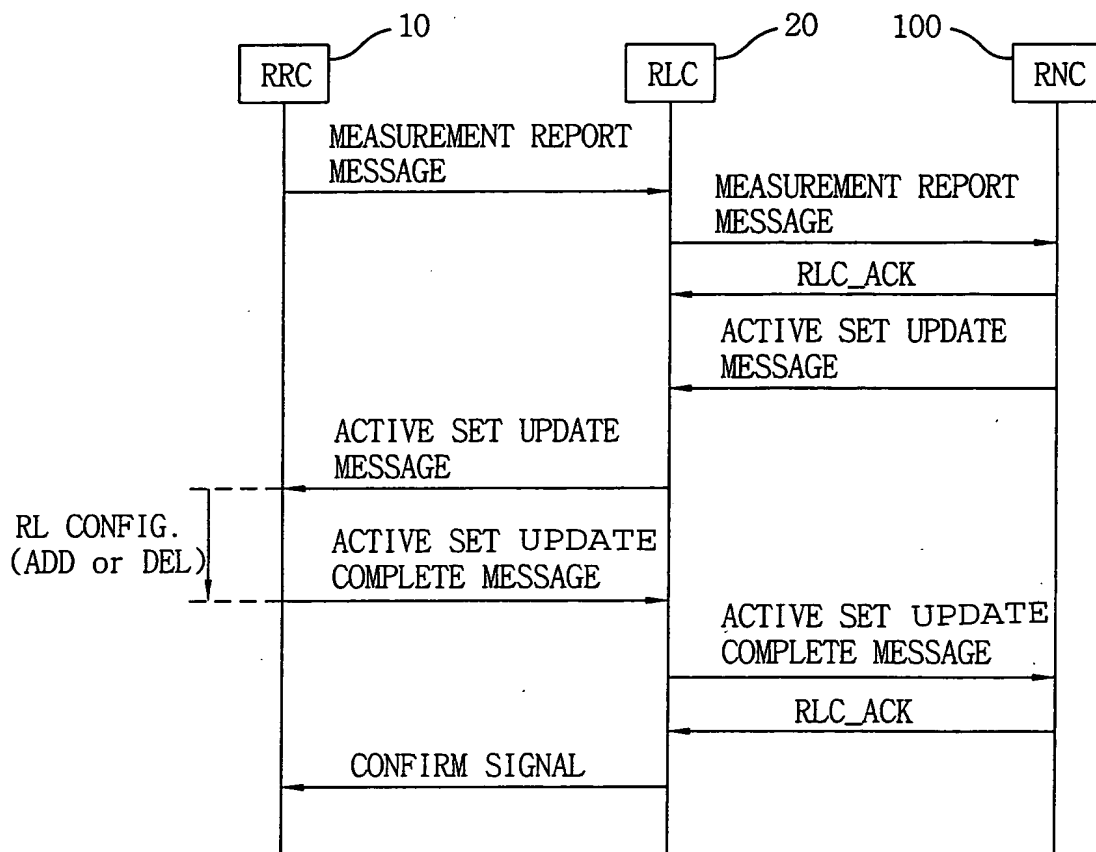 10
20
100
RRC
RLC
RNC
MEASUREMENT REPORT
MESSAGE
MEASUREMENT REPORT
MESSAGE
RLC_ACK
ACTIVE SET UPDATE
MESSAGE
ACTIVE SET UPDATE
MESSAGE
RL CONFIG.
(ADD or DEL)
ACTIVE SET UPDATE
COMPLETE MESSAGE
ACTIVE SET UPDATE
COMPLETE MESSAGE
RLC_ACK
CONFIRM SIGNAL